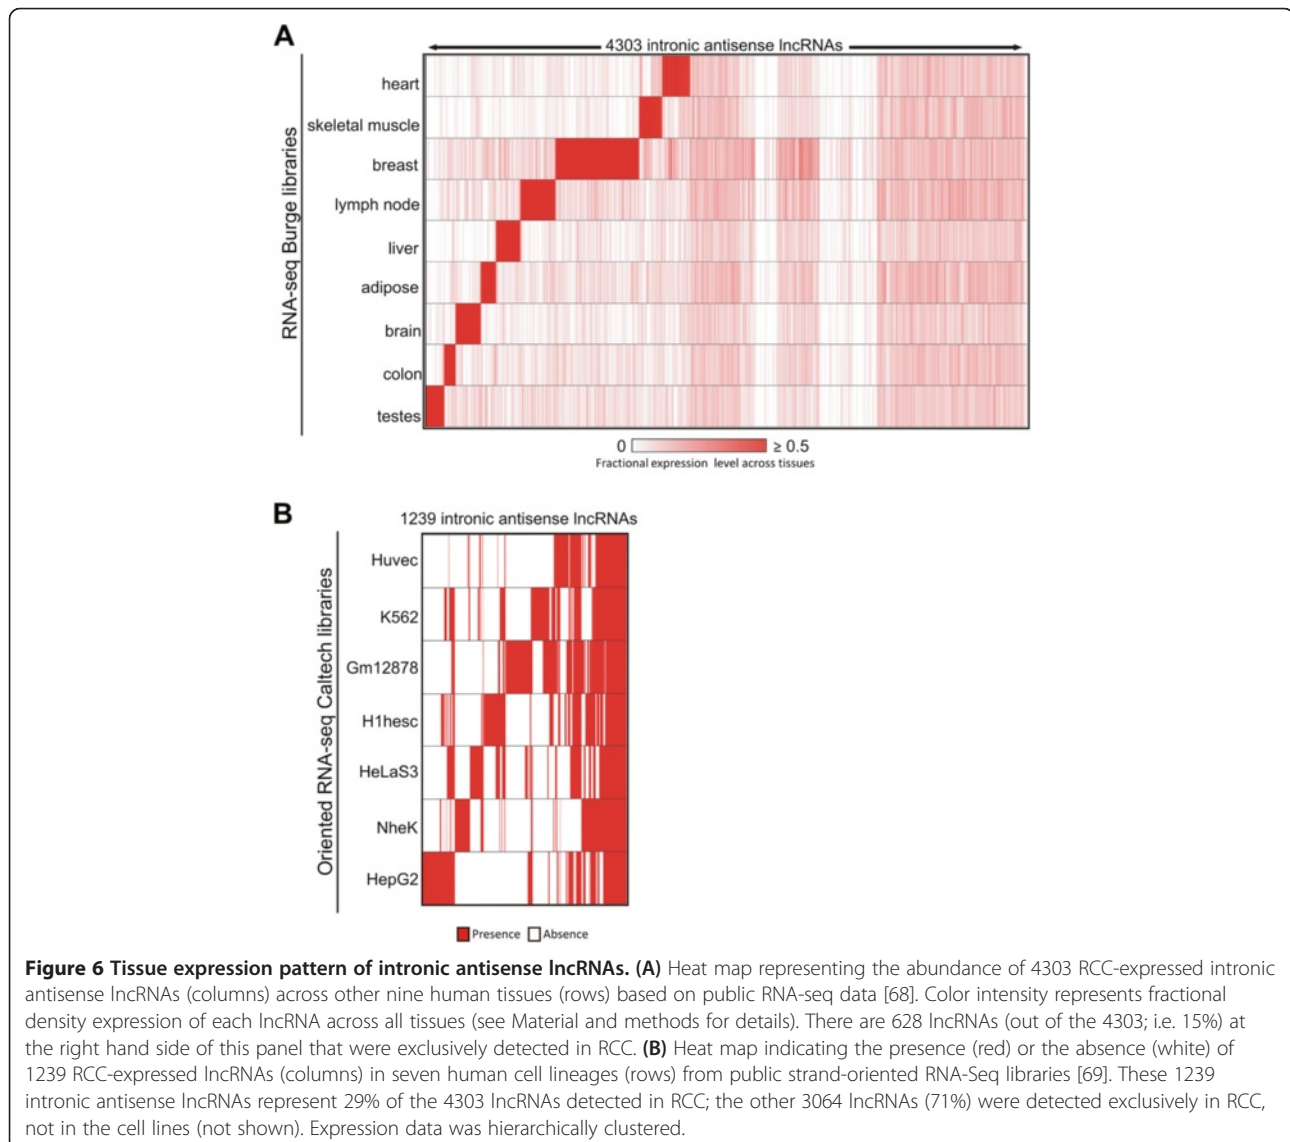 A
4303 intronic antisense lncRNAs
RNA-seq Burge libraries
heart
skeletal muscle
breast
lymph node
liver
adipose
brain
colon
testes
0 ≥ 0.5
Fractional expression level across tissues
B
1239 intronic antisense lncRNAs
Oriented RNA-seq Caltech libraries
Huvec
K562
Gm12878
H1hesc
HeLaS3
NheK
HepG2
Presence Absence
Figure 6 Tissue expression pattern of intronic antisense lncRNAs. (A) Heat map representing the abundance of 4303 RCC-expressed intronic
antisense lncRNAs (columns) across other nine human tissues (rows) based on public RNA-seq data [68]. Color intensity represents fractional
density expression of each lncRNA across all tissues (see Material and methods for details). There are 628 lncRNAs (out of the 4303; i.e. 15%) at
the right hand side of this panel that were exclusively detected in RCC. (B) Heat map indicating the presence (red) or the absence (white) of
1239 RCC-expressed lncRNAs (columns) in seven human cell lineages (rows) from public strand-oriented RNA-Seq libraries [69]. These 1239
intronic antisense lncRNAs represent 29% of the 4303 lncRNAs detected in RCC; the other 3064 lncRNAs (71%) were detected exclusively in RCC,
not in the cell lines (not shown). Expression data was hierarchically clustered.